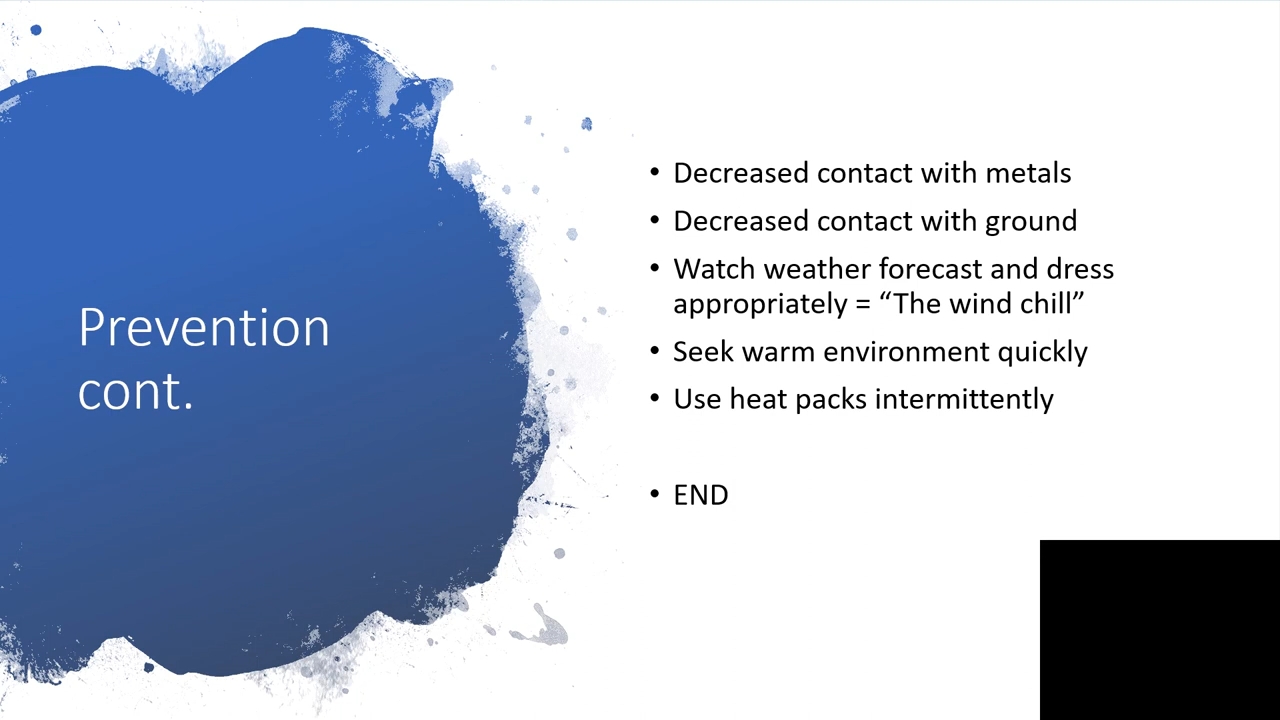 Prevention
cont.
• Decreased contact with metals
• Decreased contact with ground
• Watch weather forecast and dress
appropriately = “The wind chill”
• Seek warm environment quickly
• Use heat packs intermittently
• END